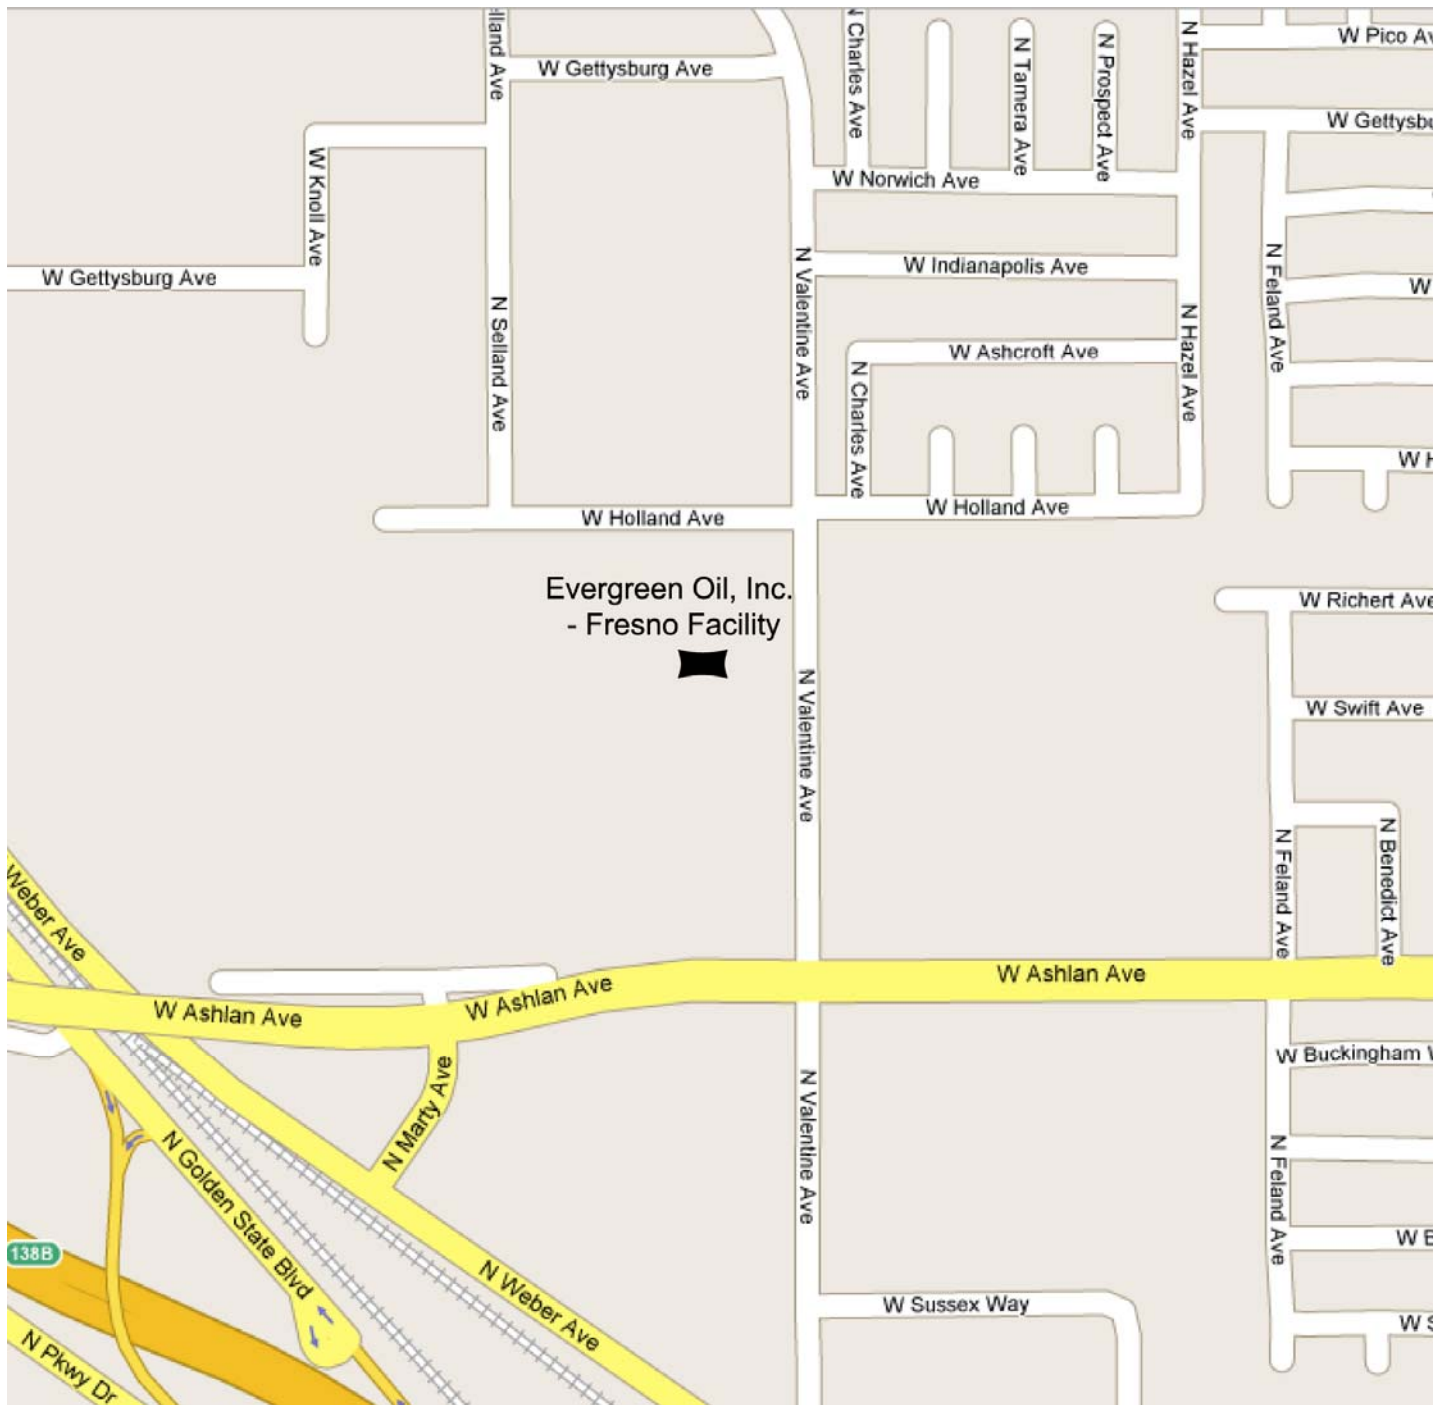 elland Ave
W Gettysburg Ave
N Charles Ave
N Tamera Ave
N Prospect Ave
N Hazel Ave
W Pico Av
W Gettysbu
W Knoll Ave
W Norwich Ave
W Gettysburg Ave
N Selland Ave
N Valentine Ave
W Indianapolis Ave
N Feland Ave
W
N Hazel Ave
W Ashcroft Ave
N Charles Ave
W H
W Holland Ave
W Holland Ave
Evergreen Oil, Inc.
- Fresno Facility
W Richert Ave
N Valentine Ave
W Swift Ave
N Feland Ave
N Benedict Ave
Weber Ave
W Ashlan Ave
W Ashlan Ave
W Ashlan Ave
N Marty Ave
N Valentine Ave
W Buckingham W
N Golden State Blvd
N Feland Ave
138B
W B
N Weber Ave
W Sussex Way
W S
N Pkwy Dr